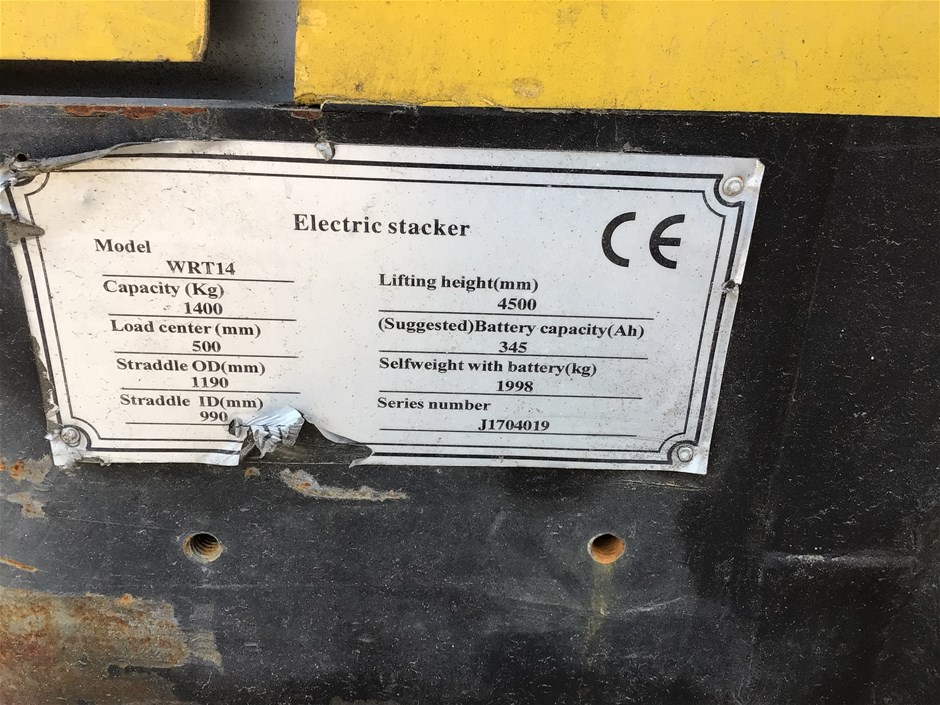 Electric stacker
CE
Model
WRT14
Capacity (Kg)
1400
Load center (mm)
500
Straddle OD(mm)
1190
Straddle ID(mm)
990
Lifting height(mm)
4500
(Suggested)Battery capacity(Ah)
345
Selfweight with battery(kg)
1998
Series number
J1704019